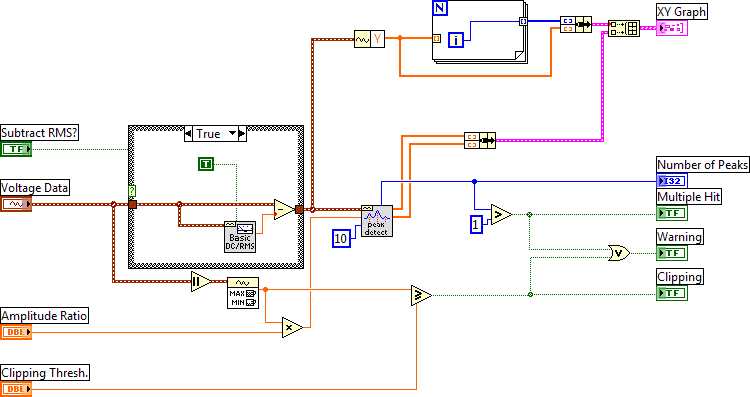 XY Graph
N
Y
i
True
Subtract RMS?
TF
T
?
Voltage Data
Basic
DC/RMS
peak
detect
10
Number of Peaks
I32
Multiple Hit
1
TF
Warning
TF
Clipping
TF
MAX
MIN
Amplitude Ratio
DBL
Clipping Thresh.
DBL